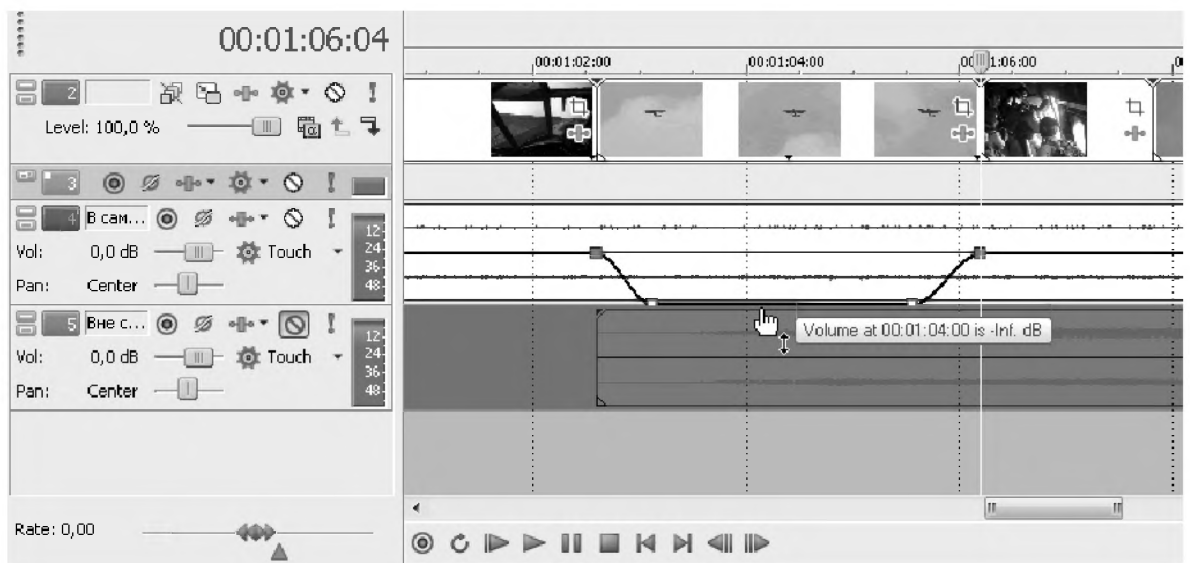 00:01:06:04
00:01:02:00
00:01:04:00
00:01:06:00
2
Level: 100,0 %
3
4
В сам...
12
24
36
48
Vol:
0,0 dB
Touch
Pan:
Center
5
Вне с...
12
24
36
48
Vol:
0,0 dB
Touch
Pan:
Center
Volume at 00:01:04:00 is -Inf. dB
Rate: 0,00